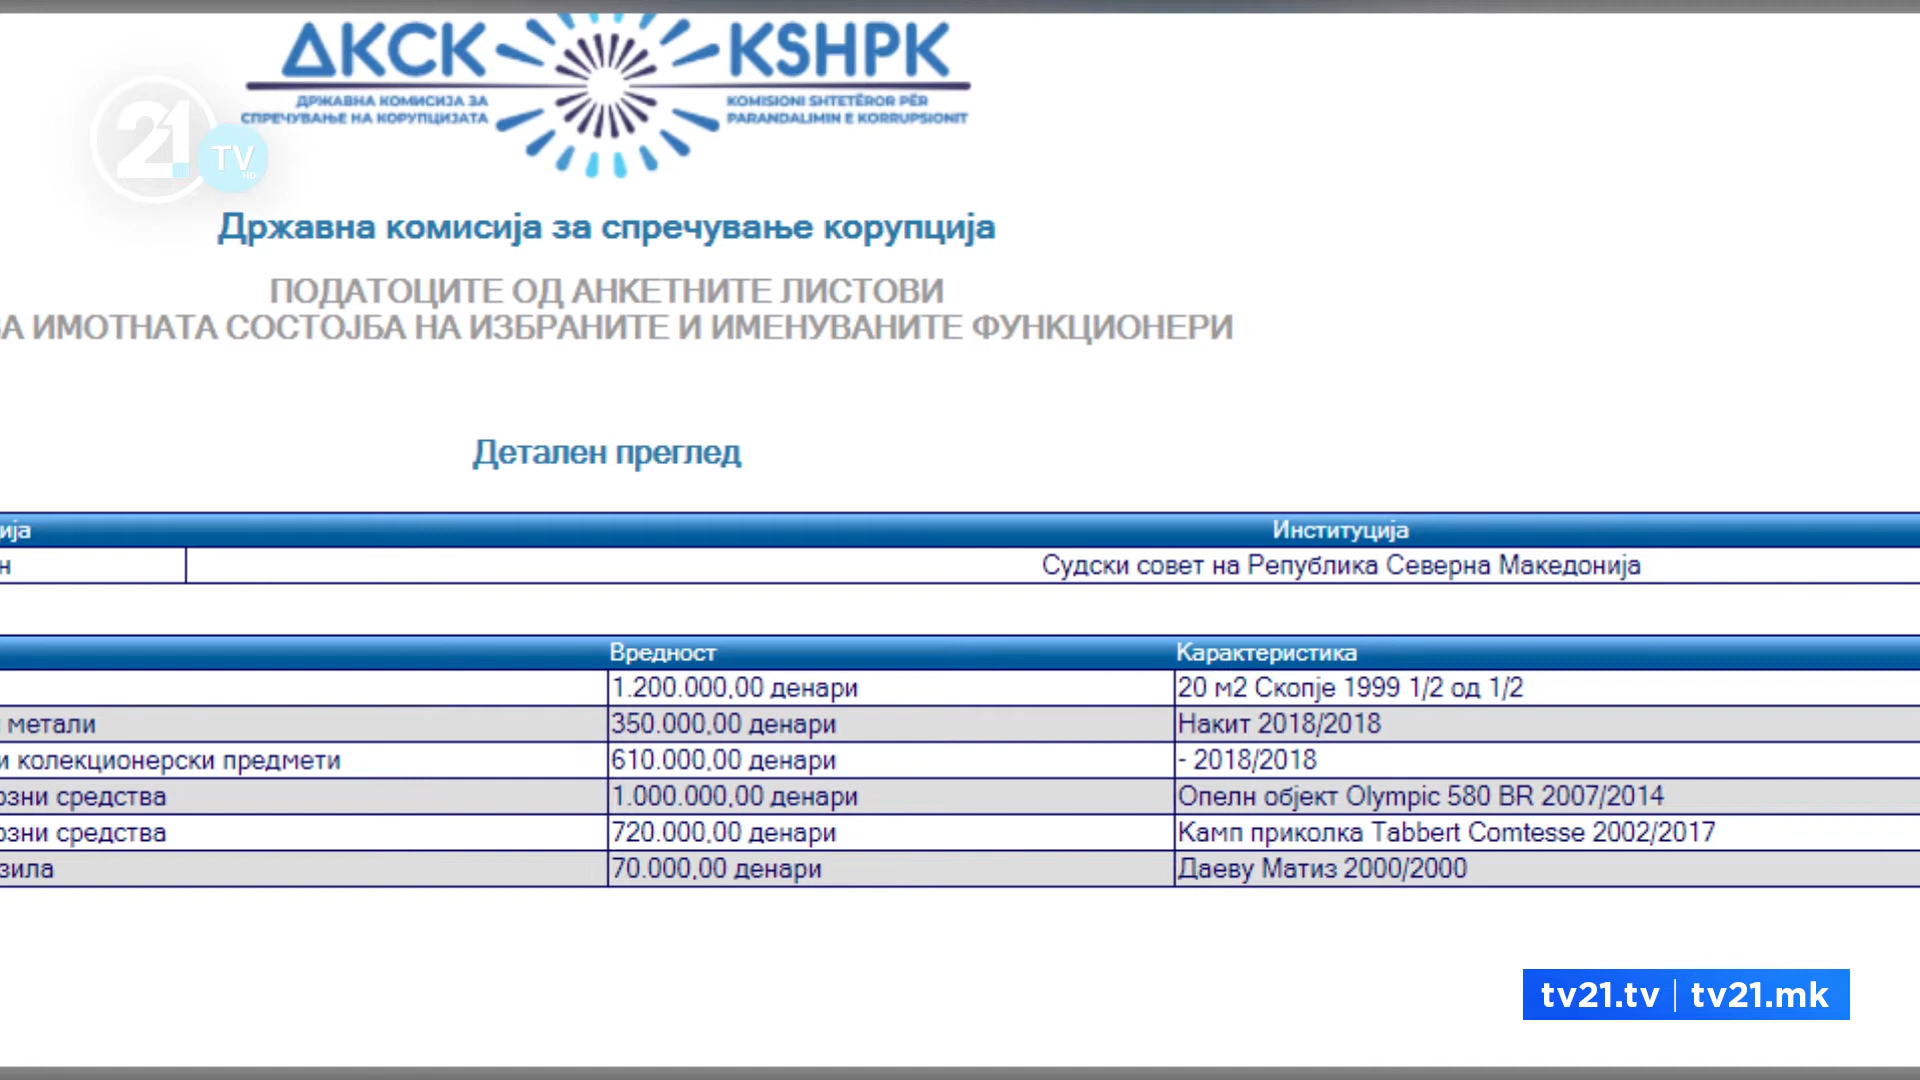 ДКСК
KSHPK
ДРЖАВНА КОМИСИЈА ЗА
СПРЕЧУВАЊЕ НА КОРУПЦИЈАТА
KOMISIONI SHTETËROR PËR
PARANDALIMIN E KORRUPSIONIT
21 TV HD
Државна комисија за спречување корупција
ПОДАТОЦИТЕ ОД АНКЕТНИТЕ ЛИСТОВИ
ЗА ИМОТНАТА СОСТОЈБА НА ИЗБРАНИТЕ И ИМЕНУВАНИТЕ ФУНКЦИОНЕРИ
Детален преглед
ија Институција
н Судски совет на Република Северна Македонија
Вредност Карактеристика
1.200.000,00 денари 20 м2 Скопје 1999 1/2 од 1/2
метали 350.000,00 денари Накит 2018/2018
и колекционерски предмети 610.000,00 денари - 2018/2018
озни средства 1.000.000,00 денари Опелн објект Olympic 580 BR 2007/2014
озни средства 720.000,00 денари Камп приколка Tabbert Comtesse 2002/2017
зила 70.000,00 денари Даеву Матиз 2000/2000
tv21.tv | tv21.mk